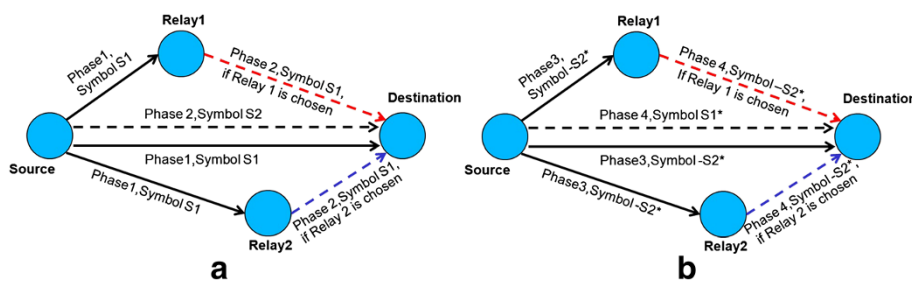 Relay1
Phase1,
Symbol S1
Phase 2,Symbol S1,
if Relay 1 is chosen
Destination
Phase 2,Symbol S2
Phase1,Symbol S1
Source
Phase1,Symbol S1
Phase 2,Symbol S1,
if Relay 2 is chosen
Relay2
a
Relay1
Phase3,
Symbol-S2*
Phase 4,Symbol–S2*,
If Relay 1 is chosen
Destination
Phase 4,Symbol S1*
Phase3,Symbol -S2*
Source
Phase3,Symbol -S2*
Phase 4,Symbol-S2*,
if Relay 2 is chosen
Relay2
b